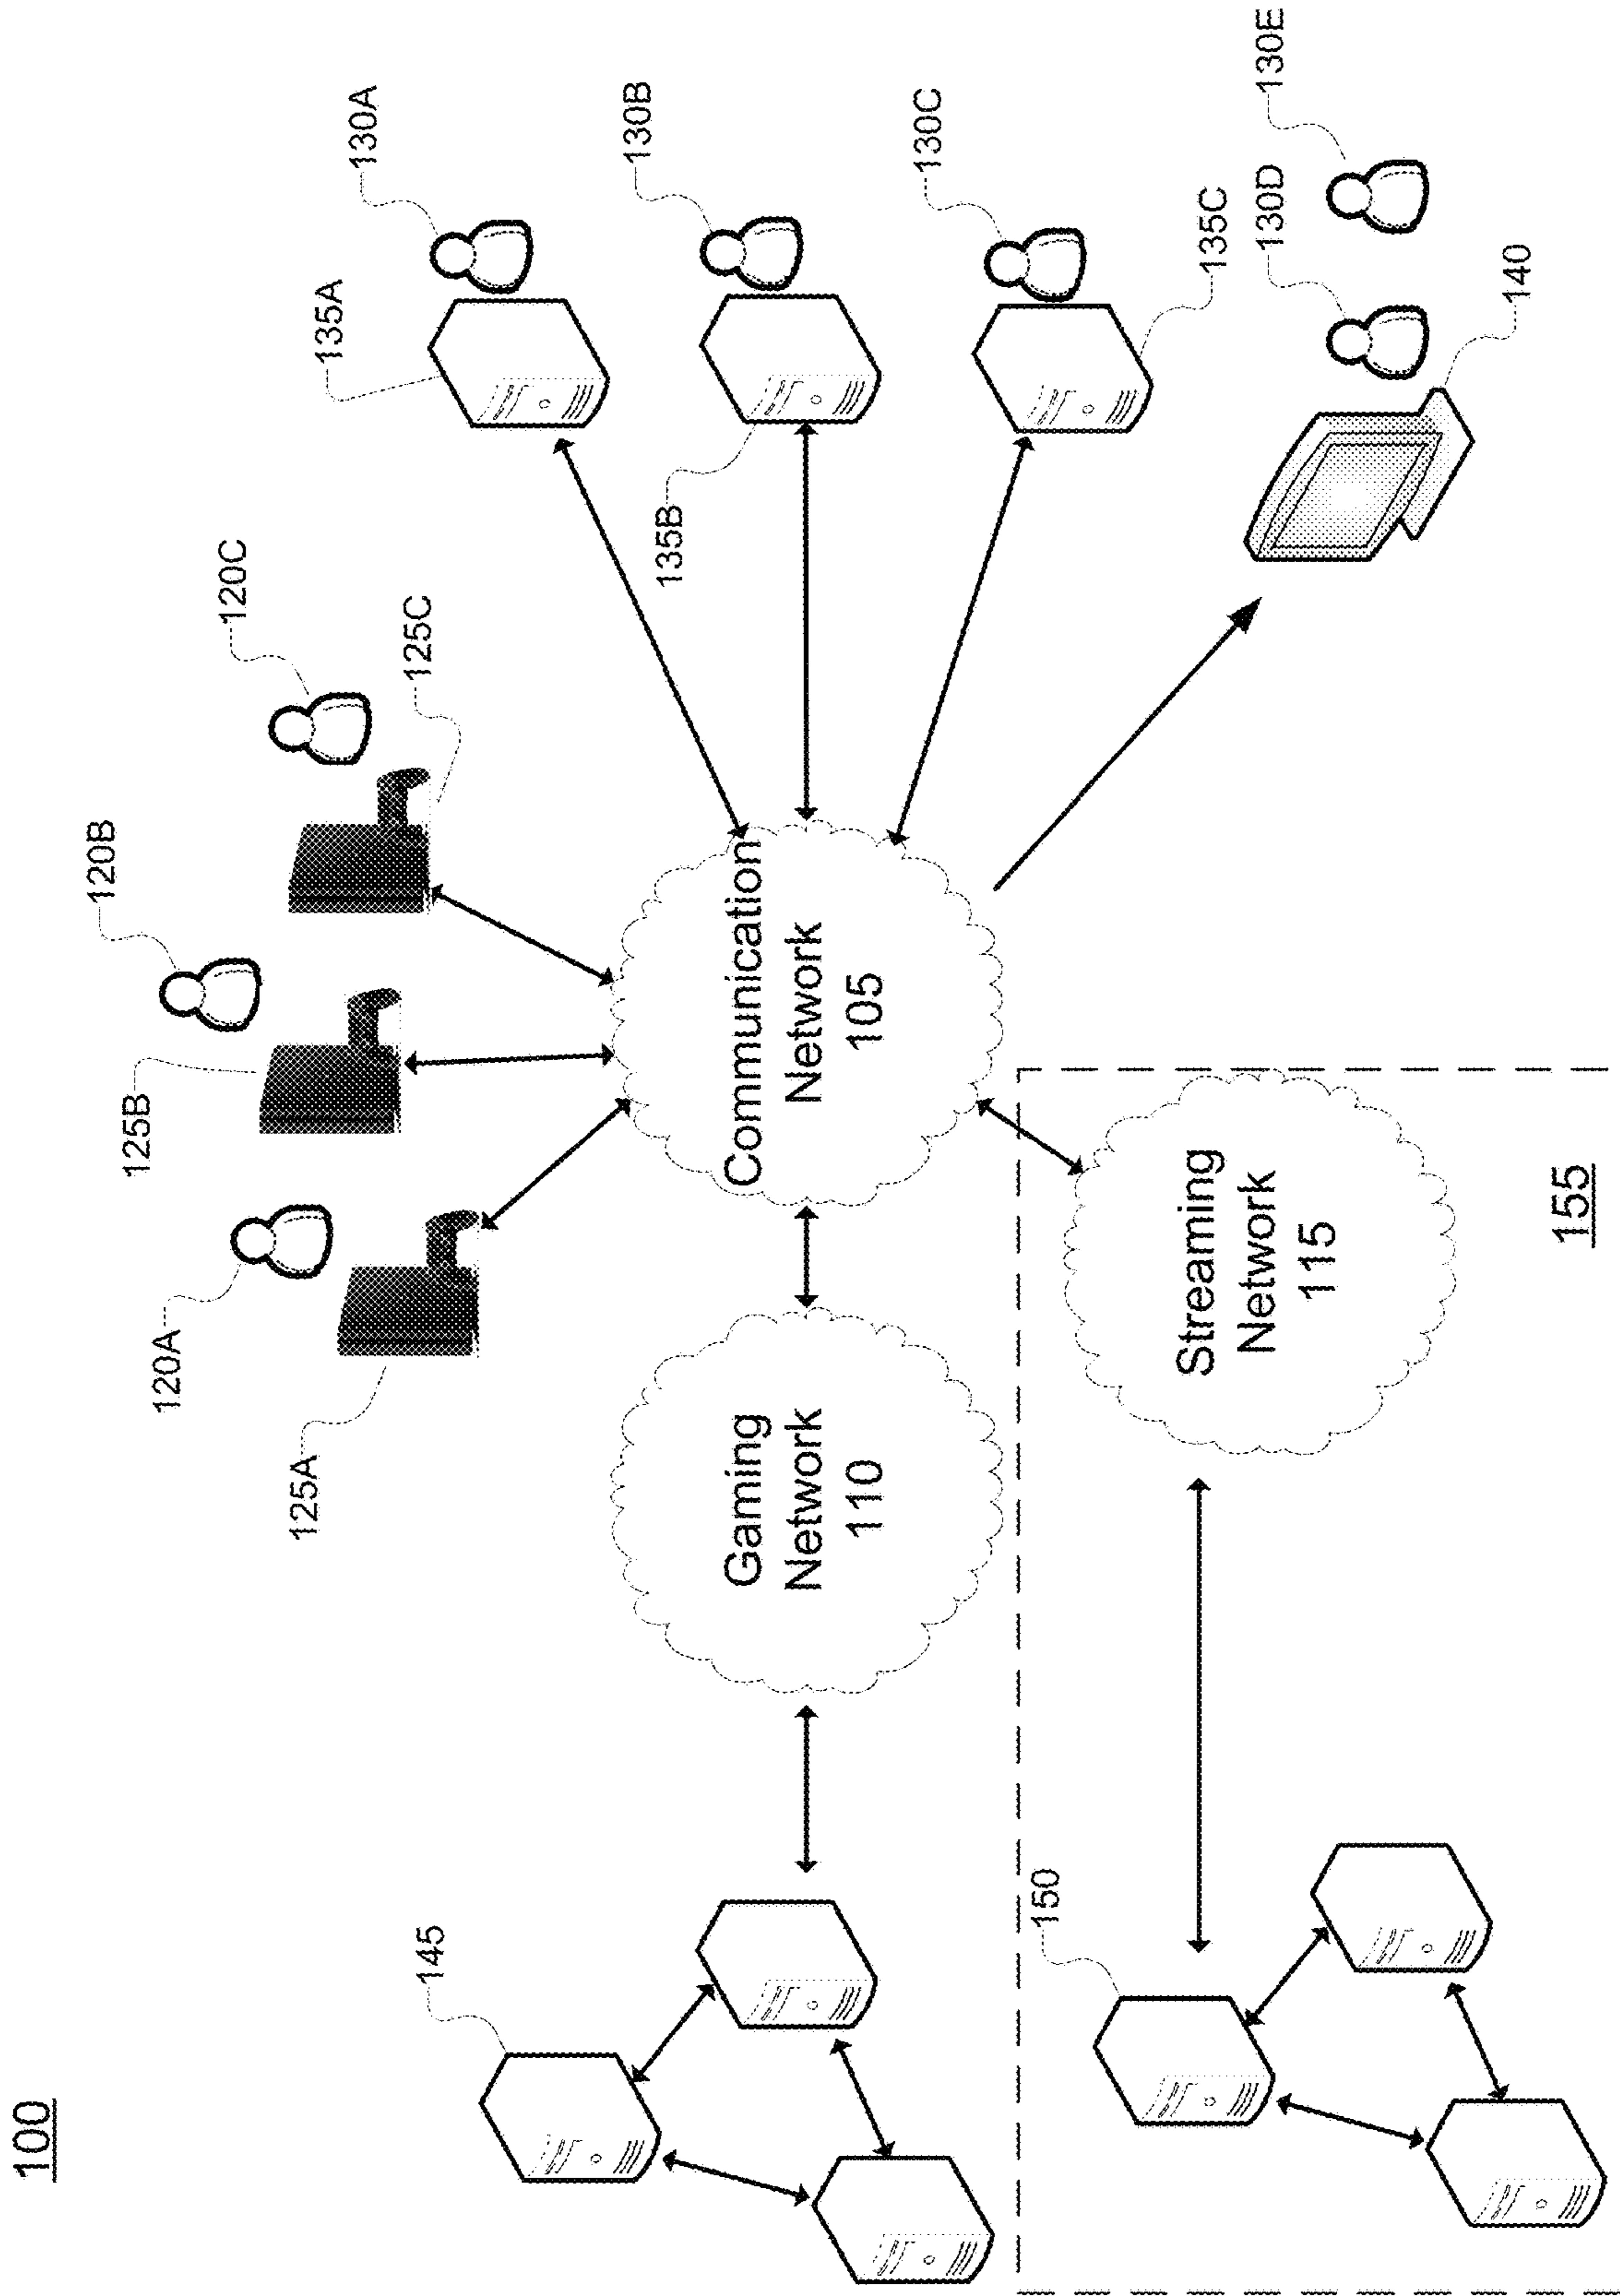 100
120A
120B
120C
125A
125B
125C
130A
135A
130B
135B
130C
135C
130D
130E
140
145
Gaming
Network
110
Communication
Network
105
150
Streaming
Network
115
155